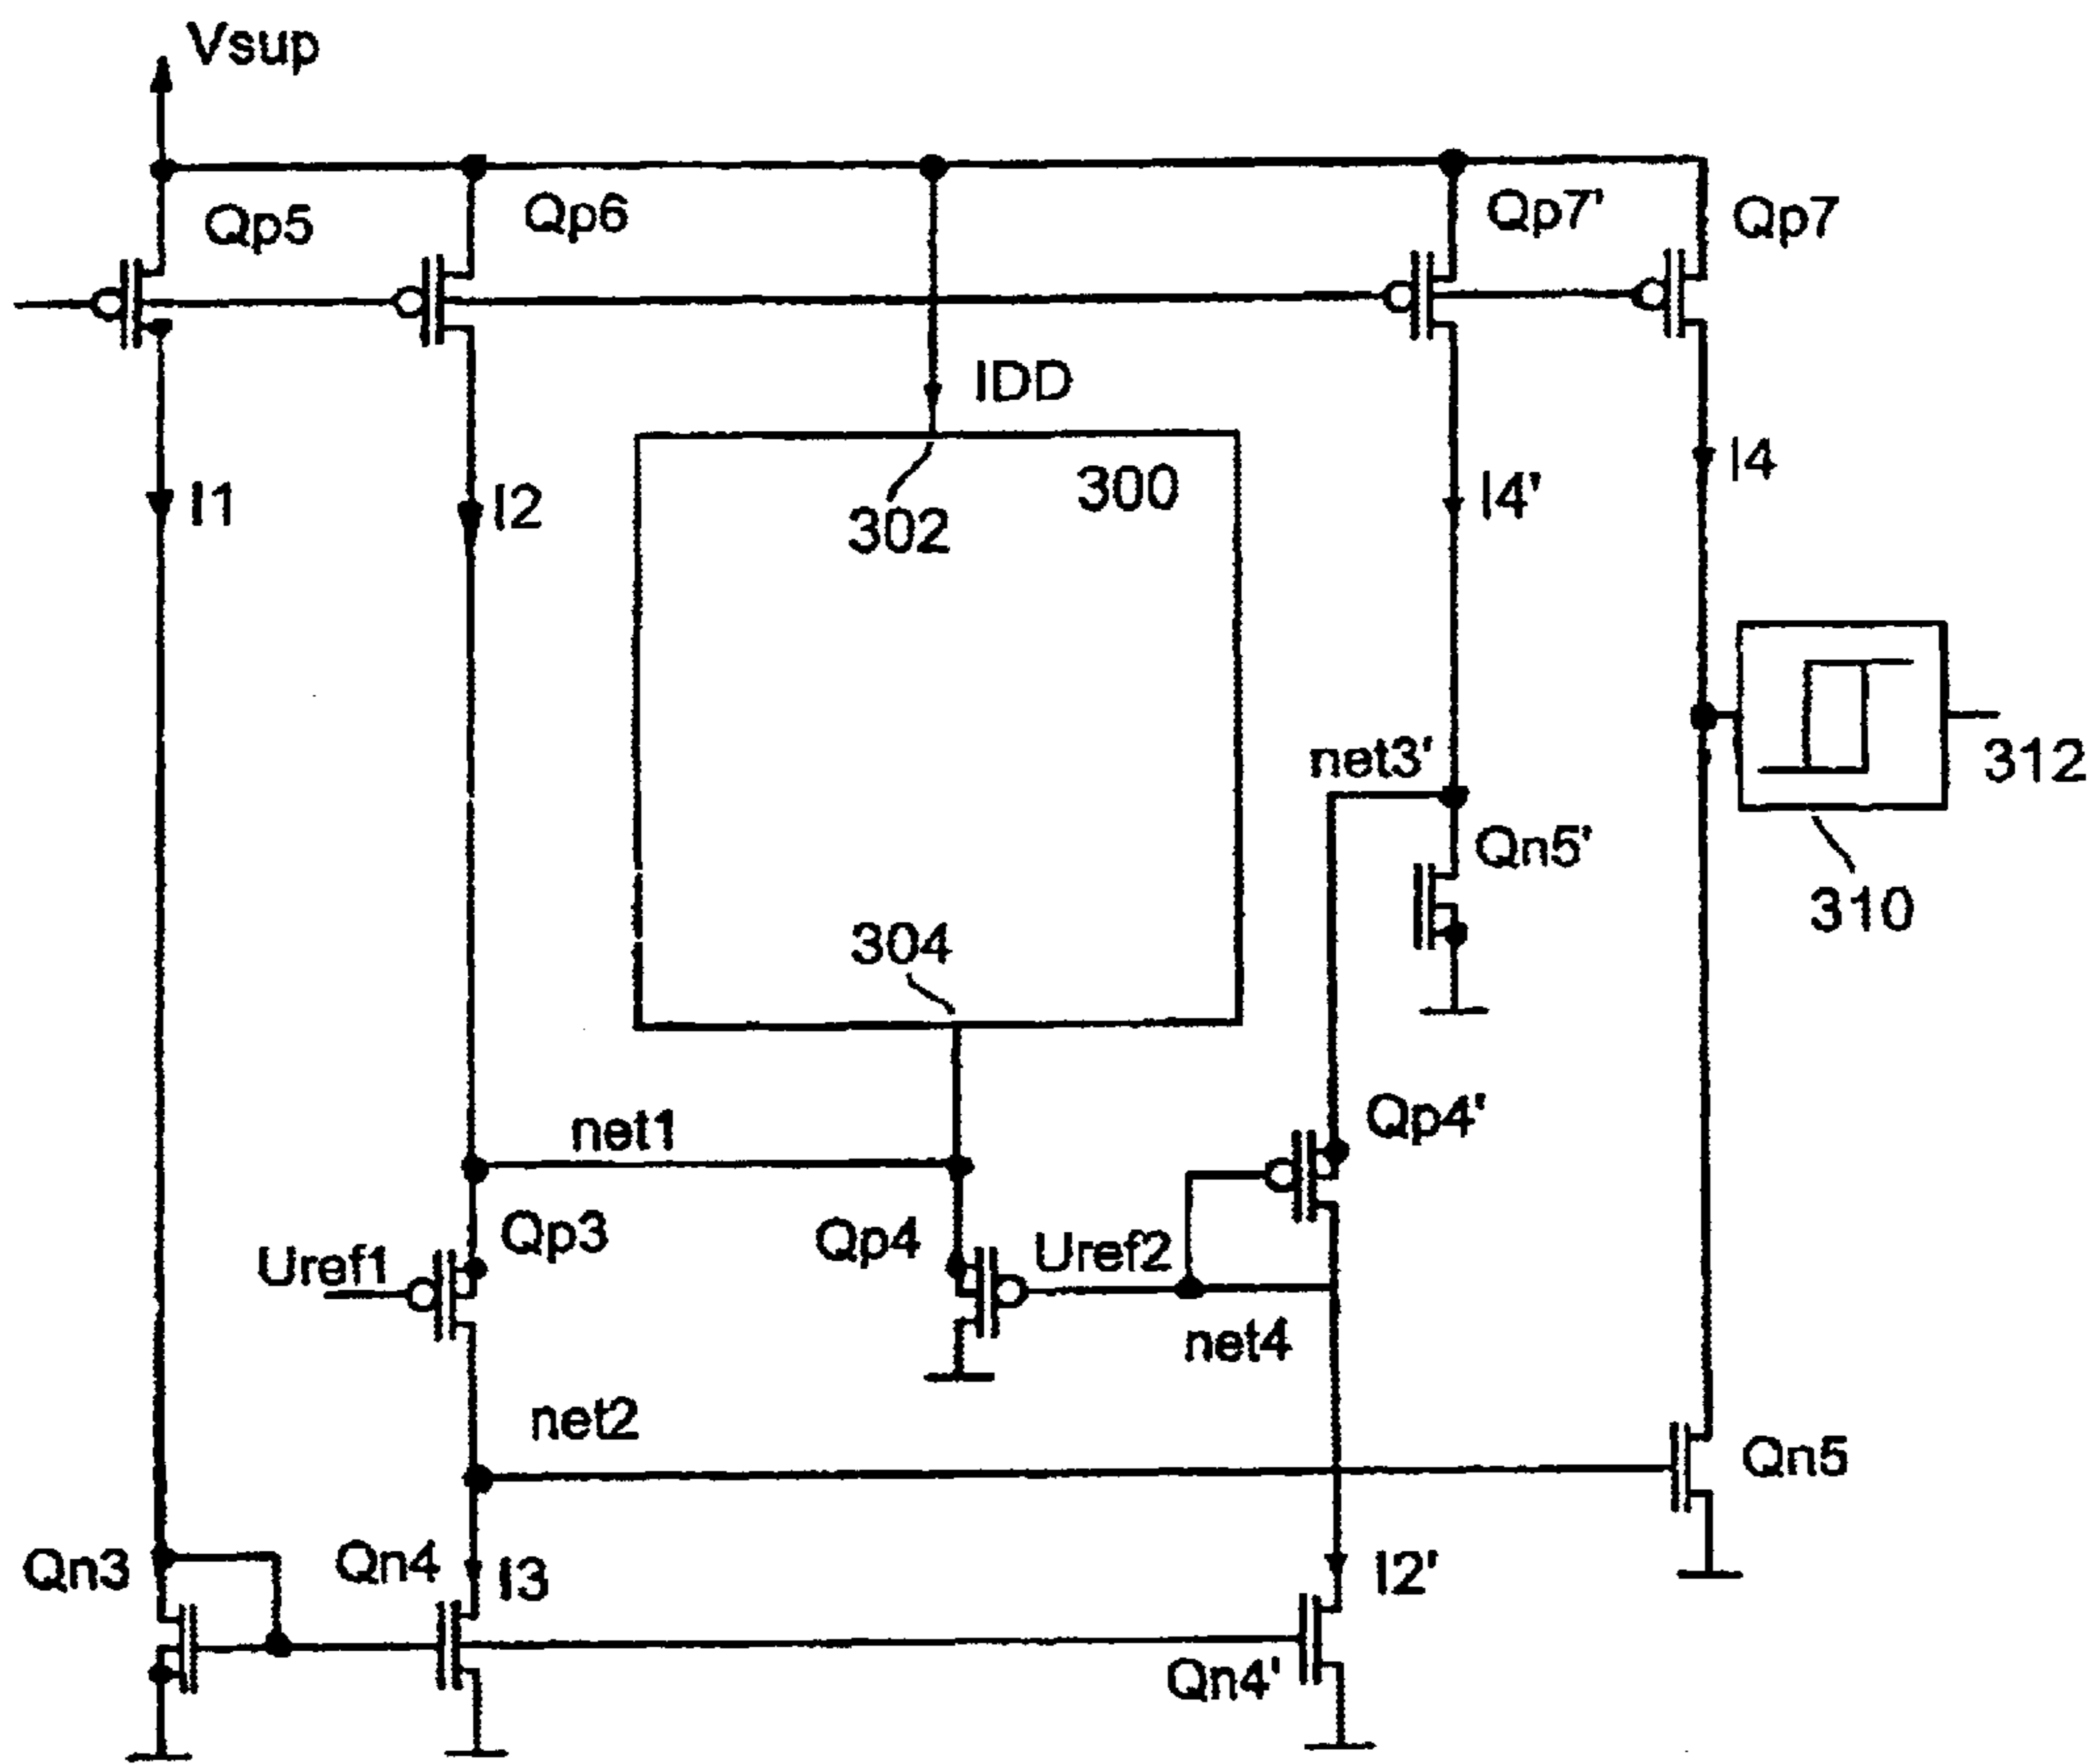 Vsup
Qp5
Qp6
Qp7'
Qp7
IDD
I4
I1
I2
302
300
I4'
net3'
312
Qn5'
310
304
net1
Qp4'
Uref1
Qp3
Qp4
Uref2
net4
net2
Qn5
Qn3
Qn4
I3
I2'
Qn4'